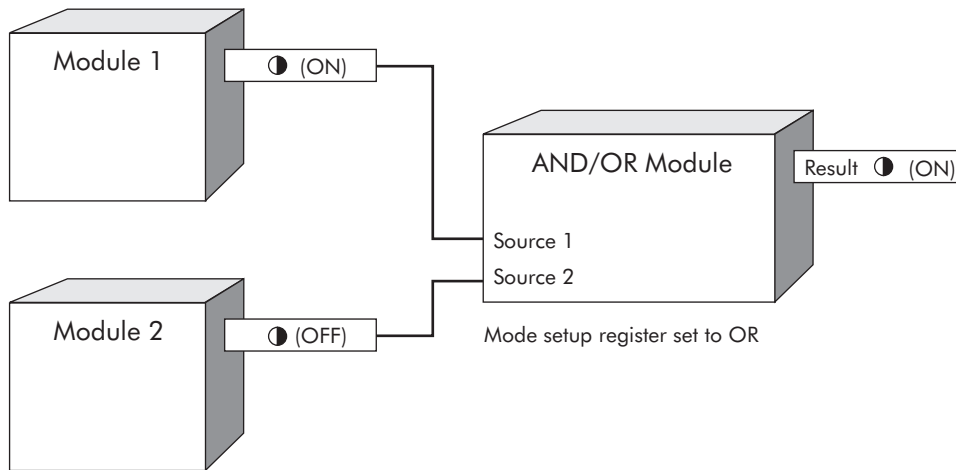 Module 1
(ON)
AND/OR Module
Result (ON)
Source 1
Source 2
Module 2
(OFF)
Mode setup register set to OR